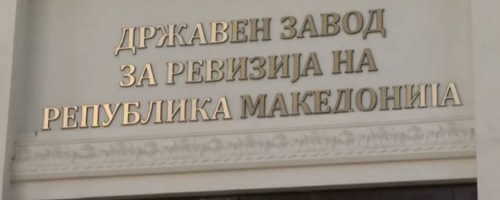 ДРЖАВЕН ЗАВОД
ЗА РЕВИЗИЈА НА
РЕПУБЛИКА МАКЕДОНИЈА